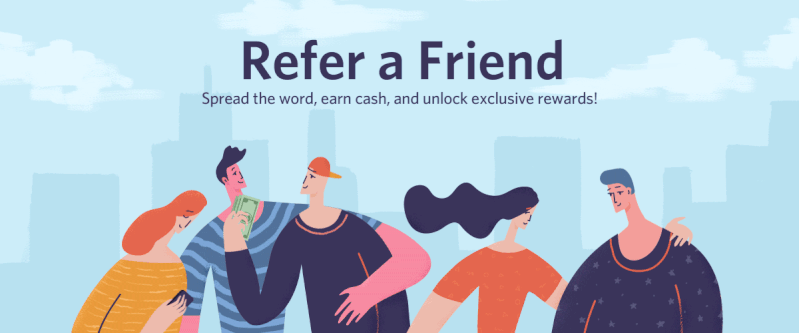 Refer a Friend
Spread the word, earn cash, and unlock exclusive rewards!